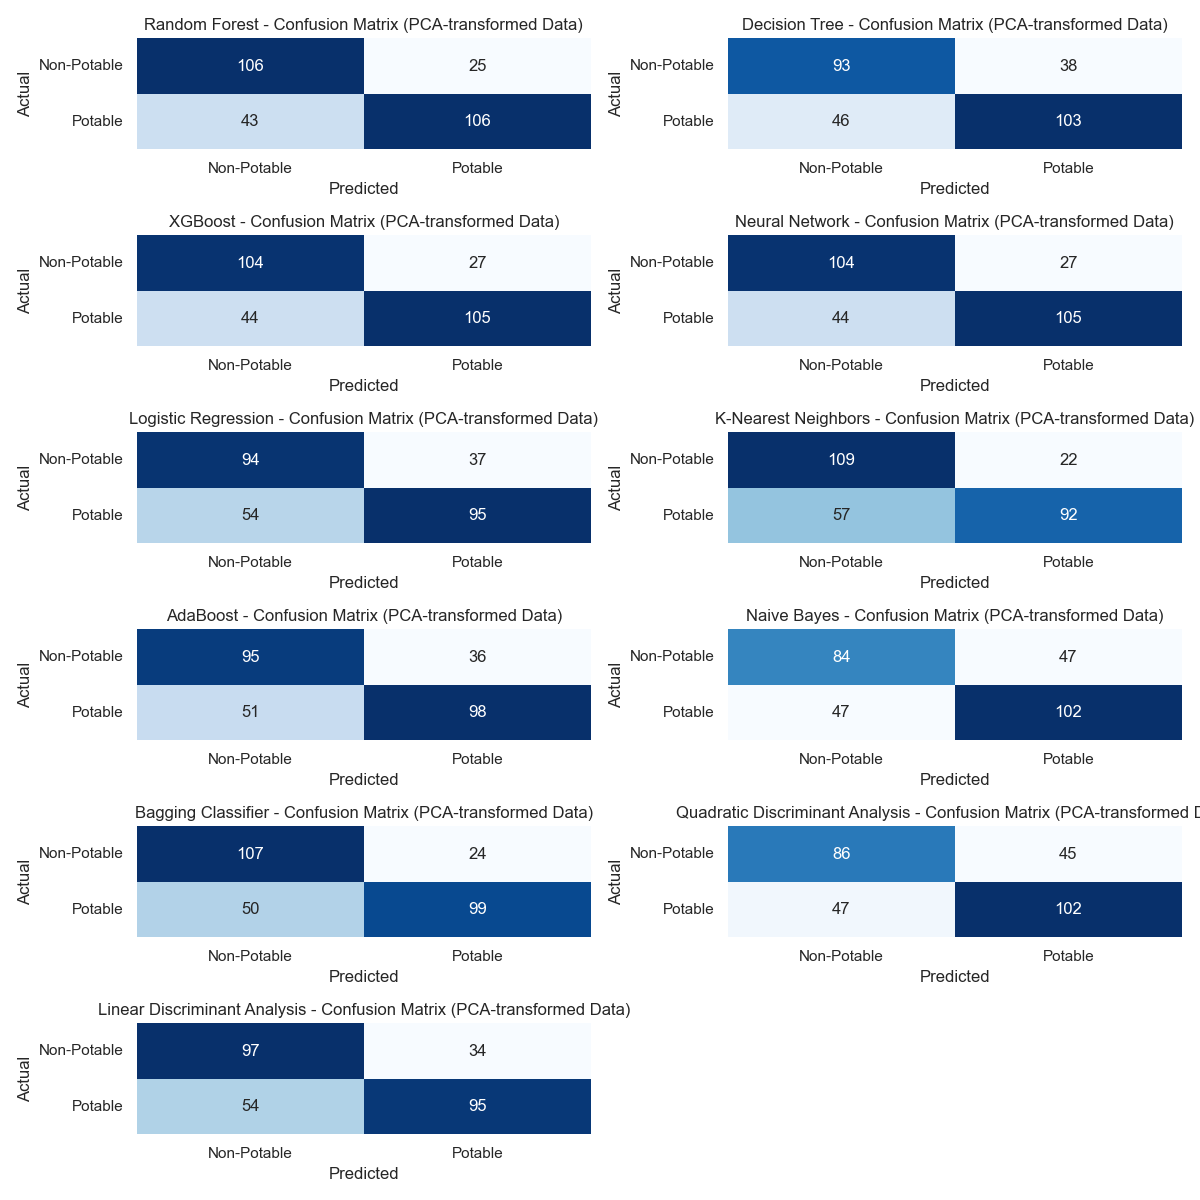 Random Forest - Confusion Matrix (PCA-transformed Data)
Actual
Non-Potable
106
25
Potable
43
106
Non-Potable
Potable
Predicted
Decision Tree - Confusion Matrix (PCA-transformed Data)
Actual
Non-Potable
93
38
Potable
46
103
Non-Potable
Potable
Predicted
XGBoost - Confusion Matrix (PCA-transformed Data)
Actual
Non-Potable
104
27
Potable
44
105
Non-Potable
Potable
Predicted
Neural Network - Confusion Matrix (PCA-transformed Data)
Actual
Non-Potable
104
27
Potable
44
105
Non-Potable
Potable
Predicted
Logistic Regression - Confusion Matrix (PCA-transformed Data)
Actual
Non-Potable
94
37
Potable
54
95
Non-Potable
Potable
Predicted
K-Nearest Neighbors - Confusion Matrix (PCA-transformed Data)
Actual
Non-Potable
109
22
Potable
57
92
Non-Potable
Potable
Predicted
AdaBoost - Confusion Matrix (PCA-transformed Data)
Actual
Non-Potable
95
36
Potable
51
98
Non-Potable
Potable
Predicted
Naive Bayes - Confusion Matrix (PCA-transformed Data)
Actual
Non-Potable
84
47
Potable
47
102
Non-Potable
Potable
Predicted
Bagging Classifier - Confusion Matrix (PCA-transformed Data)
Actual
Non-Potable
107
24
Potable
50
99
Non-Potable
Potable
Predicted
Quadratic Discriminant Analysis - Confusion Matrix (PCA-transformed
Actual
Non-Potable
86
45
Potable
47
102
Non-Potable
Potable
Predicted
Linear Discriminant Analysis - Confusion Matrix (PCA-transformed Data)
Actual
Non-Potable
97
34
Potable
54
95
Non-Potable
Potable
Predicted